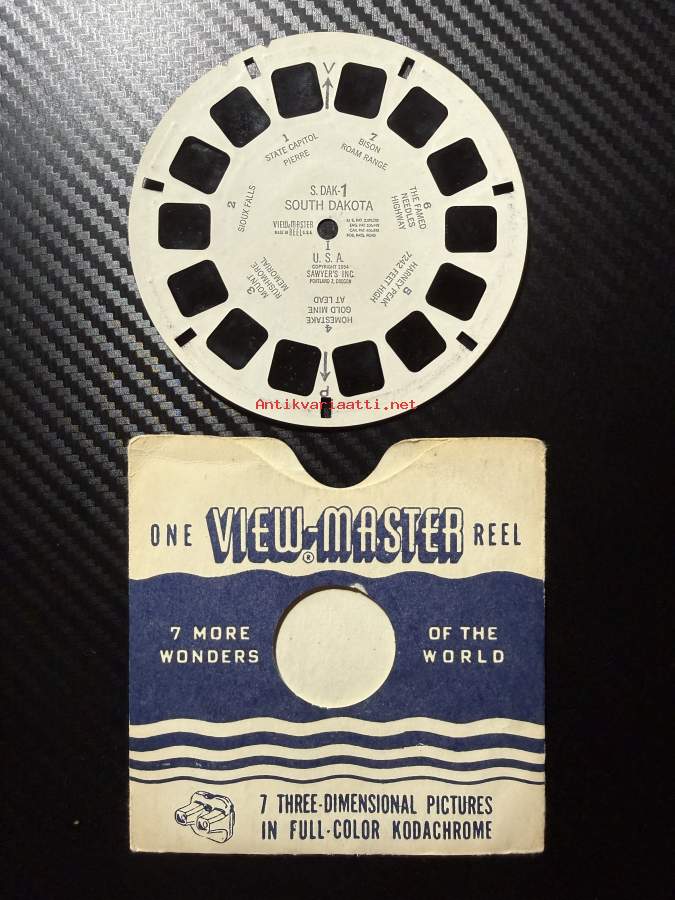 V
1
STATE CAPITOL
PIERRE
7
BISON
ROAM RANGE
2
SIOUX FALLS
6
THE FAMED
NEEDLES
HIGHWAY
S. DAK-1
SOUTH DAKOTA
VIEW-MASTER
REEL
U. S. A.
COPYRIGHT 1954
SAWYER'S INC.
PORTLAND 7, OREGON
3
MOUNT
RUSHMORE
MEMORIAL
5
HARNEY PEAK
7242 FEET HIGH
4
HOMESTAKE
GOLD MINE
AT LEAD
P
Antikvariaatti.net
ONE VIEW-MASTER® REEL
7 MORE WONDERS
OF THE WORLD
7 THREE-DIMENSIONAL PICTURES
IN FULL-COLOR KODACHROME